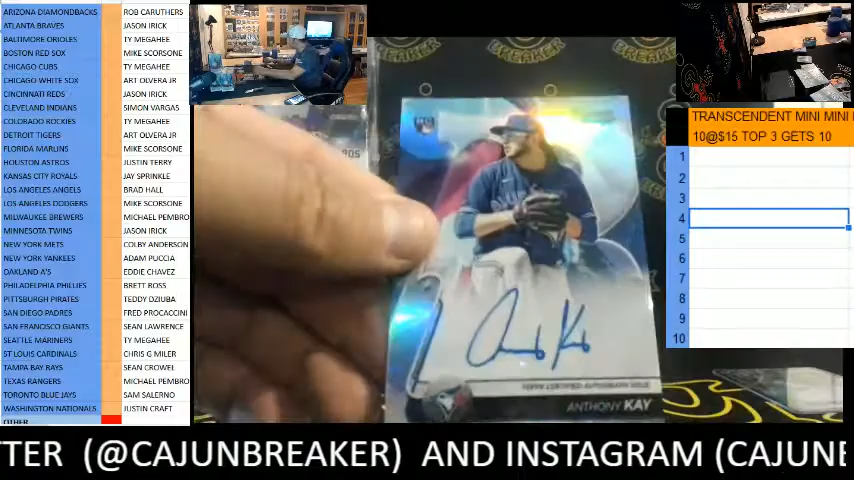 ARIZONA DIAMONDBACKS ROB CARUTHERS
ATLANTA BRAVES JASON IRICK
BALTIMORE ORIOLES TY MEGAHEE
BOSTON RED SOX MIKE SCORSONE
CHICAGO CUBS TY MEGAHEE
CHICAGO WHITE SOX ART OLVERA JR
CINCINNATI REDS JASON IRICK
CLEVELAND INDIANS SIMON VARGAS
COLORADO ROCKIES TY MEGAHEE
DETROIT TIGERS ART OLVERA JR
FLORIDA MARLINS MIKE SCORSONE
HOUSTON ASTROS JUSTIN TERRY
KANSAS CITY ROYALS JAY SPRINKLE
LOS ANGELES ANGELS BRAD HALL
LOS ANGELES DODGERS MIKE SCORSONE
MILWAUKEE BREWERS MICHAEL PEMBRO
MINNESOTA TWINS JASON IRICK
NEW YORK METS COLBY ANDERSON
NEW YORK YANKEES ADAM PUCCIA
OAKLAND A'S EDDIE CHAVEZ
PHILADELPHIA PHILLIES BRETT ROSS
PITTSBURGH PIRATES TEDDY DZIUBA
SAN DIEGO PADRES FRED PROCACCINI
SAN FRANCISCO GIANTS SEAN LAWRENCE
SEATTLE MARINERS TY MEGAHEE
ST LOUIS CARDINALS CHRIS G MILER
TAMPA BAY RAYS SEAN CROWEL
TEXAS RANGERS MICHAEL PEMBRO
TORONTO BLUE JAYS SAM SALERNO
WASHINGTON NATIONALS JUSTIN CRAFT
OTHER
BREAKER
RC
TOPPS CERTIFIED AUTOGRAPH ISSUE
ANTHONY KAY
TRANSCENDENT MINI MINI
10@$15 TOP 3 GETS 10
1
2
3
4
5
6
7
8
9
10
TTER (@CAJUNBREAKER) AND INSTAGRAM (CAJUNE